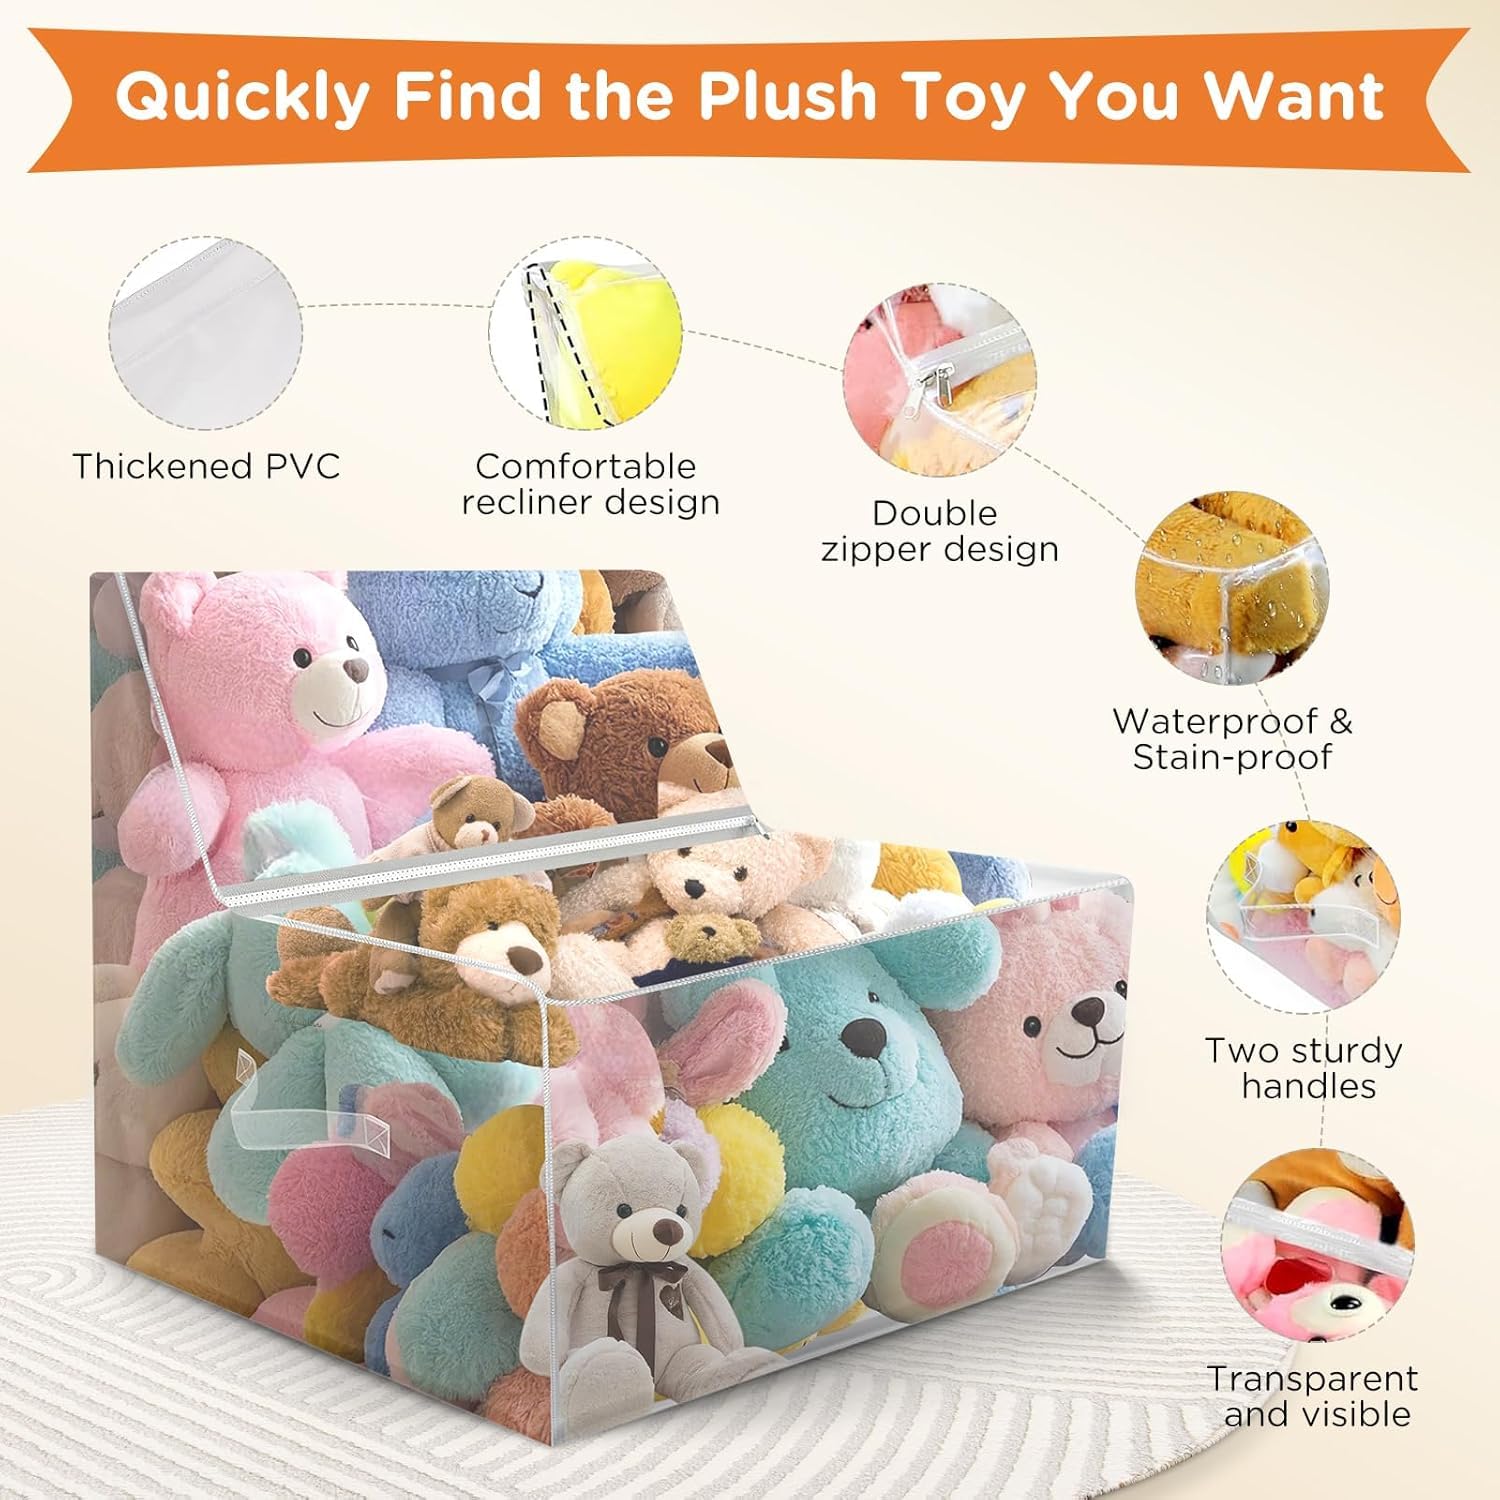 Quickly Find the Plush Toy You Want
Thickened PVC
Comfortable
recliner design
Double
zipper design
Waterproof &
Stain-proof
Two sturdy
handles
Transparent
and visible